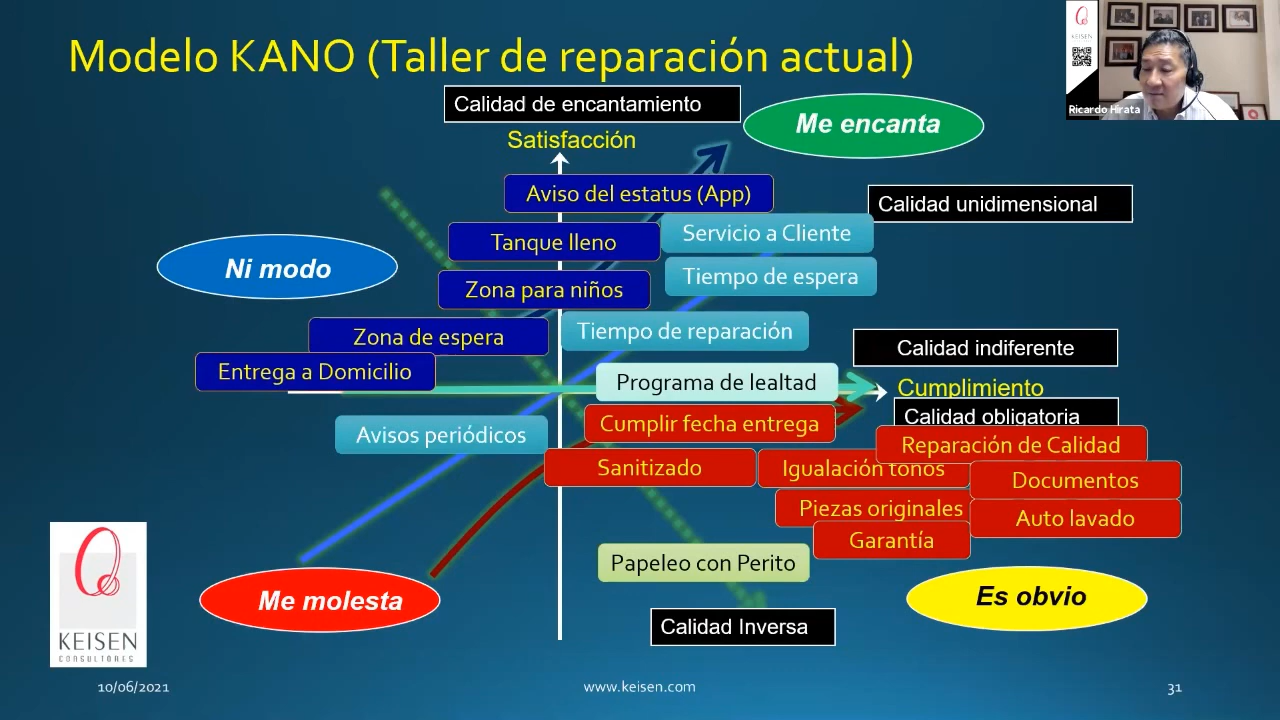 Modelo KANO (Taller de reparación actual)
KEISEN
Ricardo Hirata
Calidad de encantamiento
Me encanta
Satisfacción
Aviso del estatus (App)
Calidad unidimensional
Tanque lleno
Servicio a Cliente
Ni modo
Tiempo de espera
Zona para niños
Zona de espera
Tiempo de reparación
Calidad indiferente
Entrega a Domicilio
Programa de lealtad
Cumplimiento
Calidad obligatoria
Cumplir fecha entrega
Avisos periódicos
Reparación de Calidad
Sanitizado
Igualación tonos
Documentos
Piezas originales
Auto lavado
Garantía
Papeleo con Perito
Me molesta
Es obvio
Calidad Inversa
KEISEN
CONSULTORES
10/06/2021
www.keisen.com
31